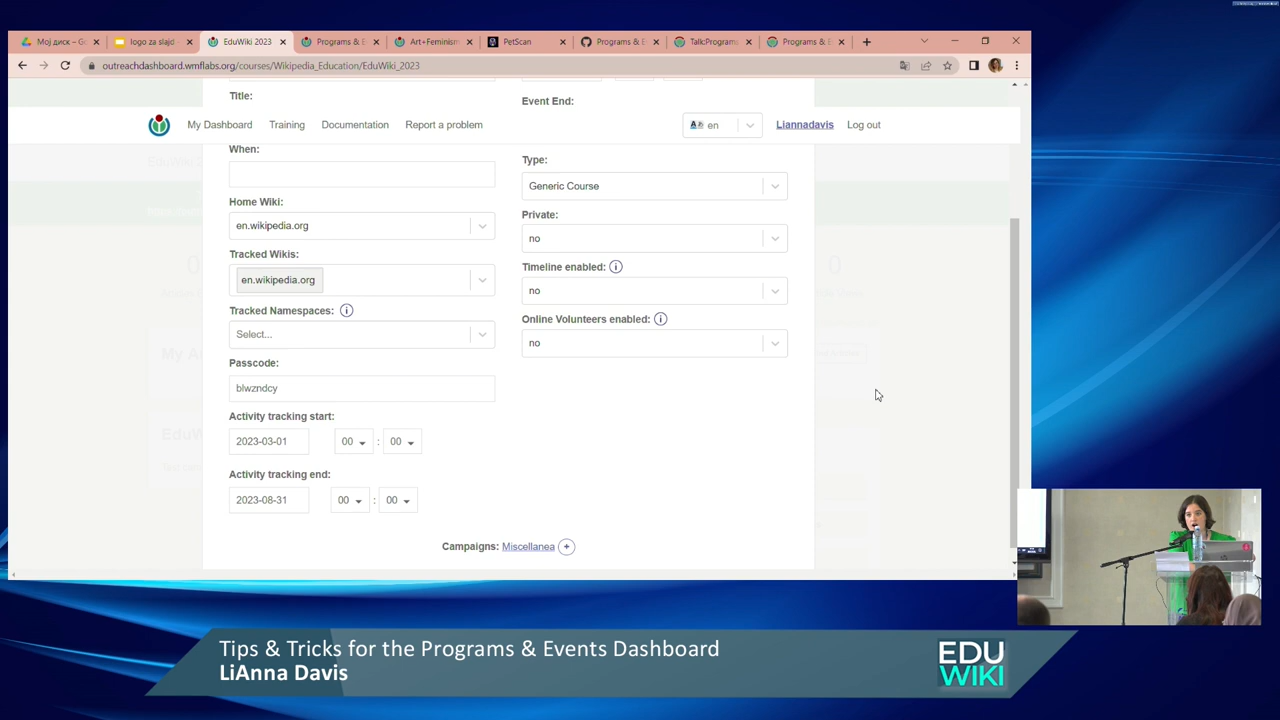 Мој диск – Go
logo za slajd
EduWiki 2023
Programs & E
Art+Feminism
PetScan
Programs & E
Talk:Programs
Programs & E
outreachdashboard.wmflabs.org/courses/Wikipedia_Education/EduWiki_2023
Title:
Event End:
My Dashboard Training Documentation Report a problem
en Liannadavis Log out
When:
Type:
Generic Course
Home Wiki:
en.wikipedia.org
Private:
no
Tracked Wikis:
en.wikipedia.org
Timeline enabled:
no
Tracked Namespaces:
Select...
Online Volunteers enabled:
no
Passcode:
blwzndcy
Activity tracking start:
2023-03-01 00 : 00
Activity tracking end:
2023-08-31 00 : 00
Campaigns: Miscellanea +
Tips & Tricks for the Programs & Events Dashboard
LiAnna Davis
EDU
WIKI